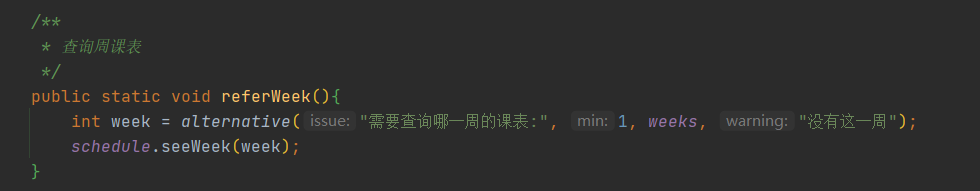 /**
 * 查询周课表
 */
public static void referWeek(){
    int week = alternative( issue: "需要查询哪一周的课表:", min: 1, weeks, warning: "没有这一周");
    schedule.seeWeek(week);
}